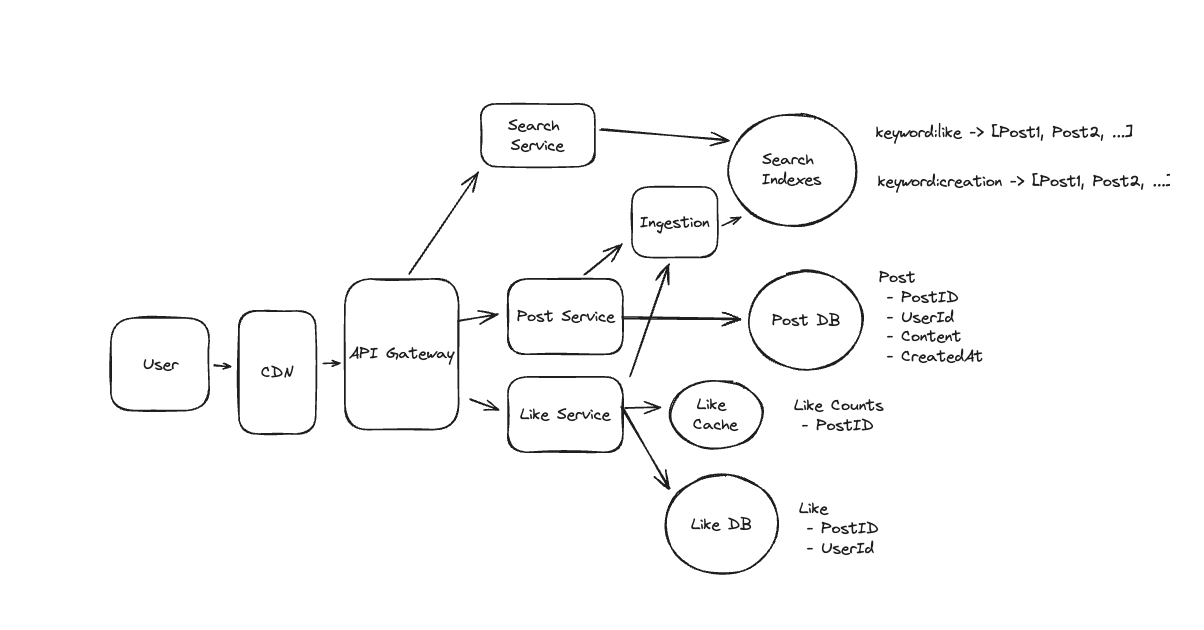 Search
Service
Search
Indexes
keyword:like -> [Post1, Post2, ...]
keyword:creation -> [Post1, Post2, ...]
Ingestion
User
CDN
API Gateway
Post Service
Post DB
Post
- PostID
- UserId
- Content
- CreatedAt
Like Service
Like
Cache
Like Counts
- PostID
Like DB
Like
- PostID
- UserId